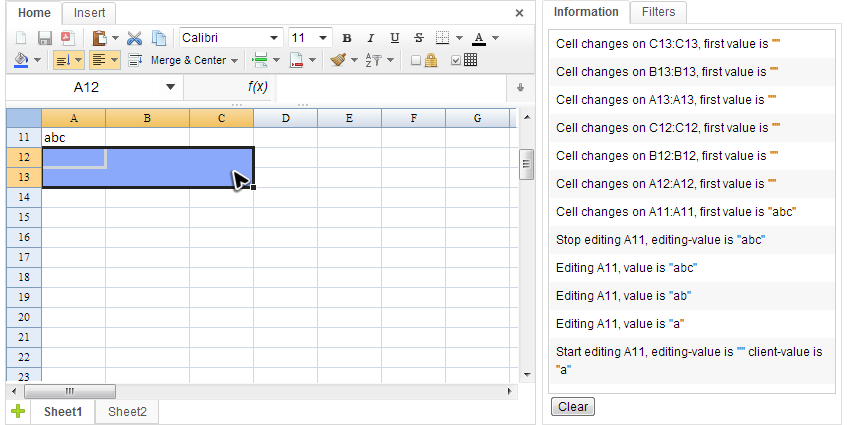 Home Insert
Calibri 11 B I U S A
Merge & Center
A12 f(x)
A B C D E F G
11 abc
12
13
14
15
16
17
18
19
20
21
22
23
Sheet1 Sheet2
Information Filters
Cell changes on C13:C13, first value is ""
Cell changes on B13:B13, first value is ""
Cell changes on A13:A13, first value is ""
Cell changes on C12:C12, first value is ""
Cell changes on B12:B12, first value is ""
Cell changes on A12:A12, first value is ""
Cell changes on A11:A11, first value is "abc"
Stop editing A11, editing-value is "abc"
Editing A11, value is "abc"
Editing A11, value is "ab"
Editing A11, value is "a"
Start editing A11, editing-value is "" client-value is
"a"
Clear